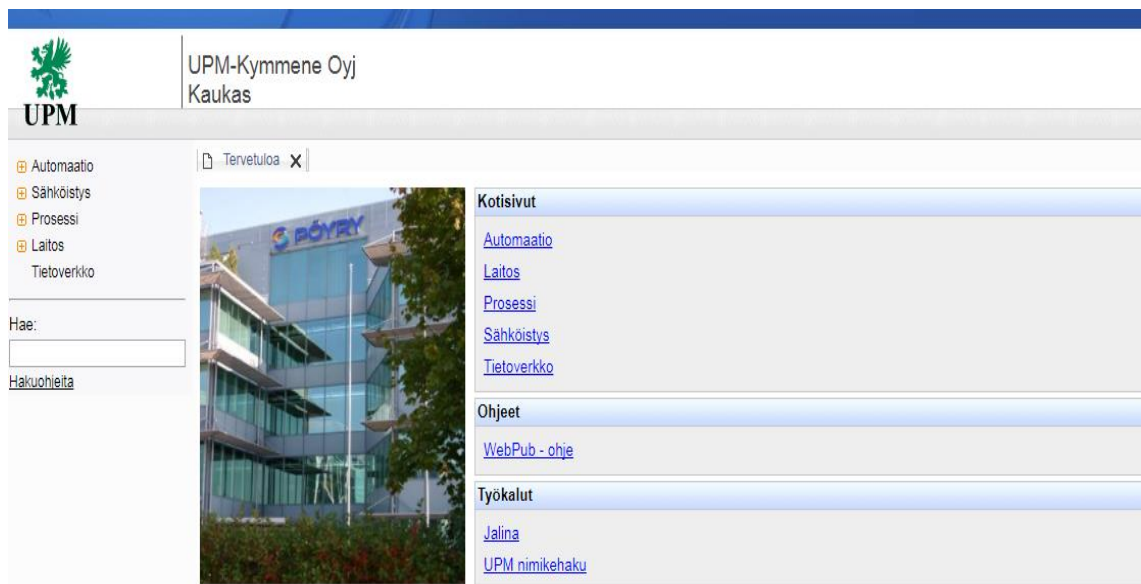 UPM
UPM-Kymmene Oyj
Kaukas
Automaatio
Sähköistys
Prosessi
Laitos
Tietoverkko
Hae:
Hakuohjeita
Tervetuloa
PÖYRY
Kotisivut
Automaatio
Laitos
Prosessi
Sähköistys
Tietoverkko
Ohjeet
WebPub - ohje
Työkalut
Jalina
UPM nimikehaku